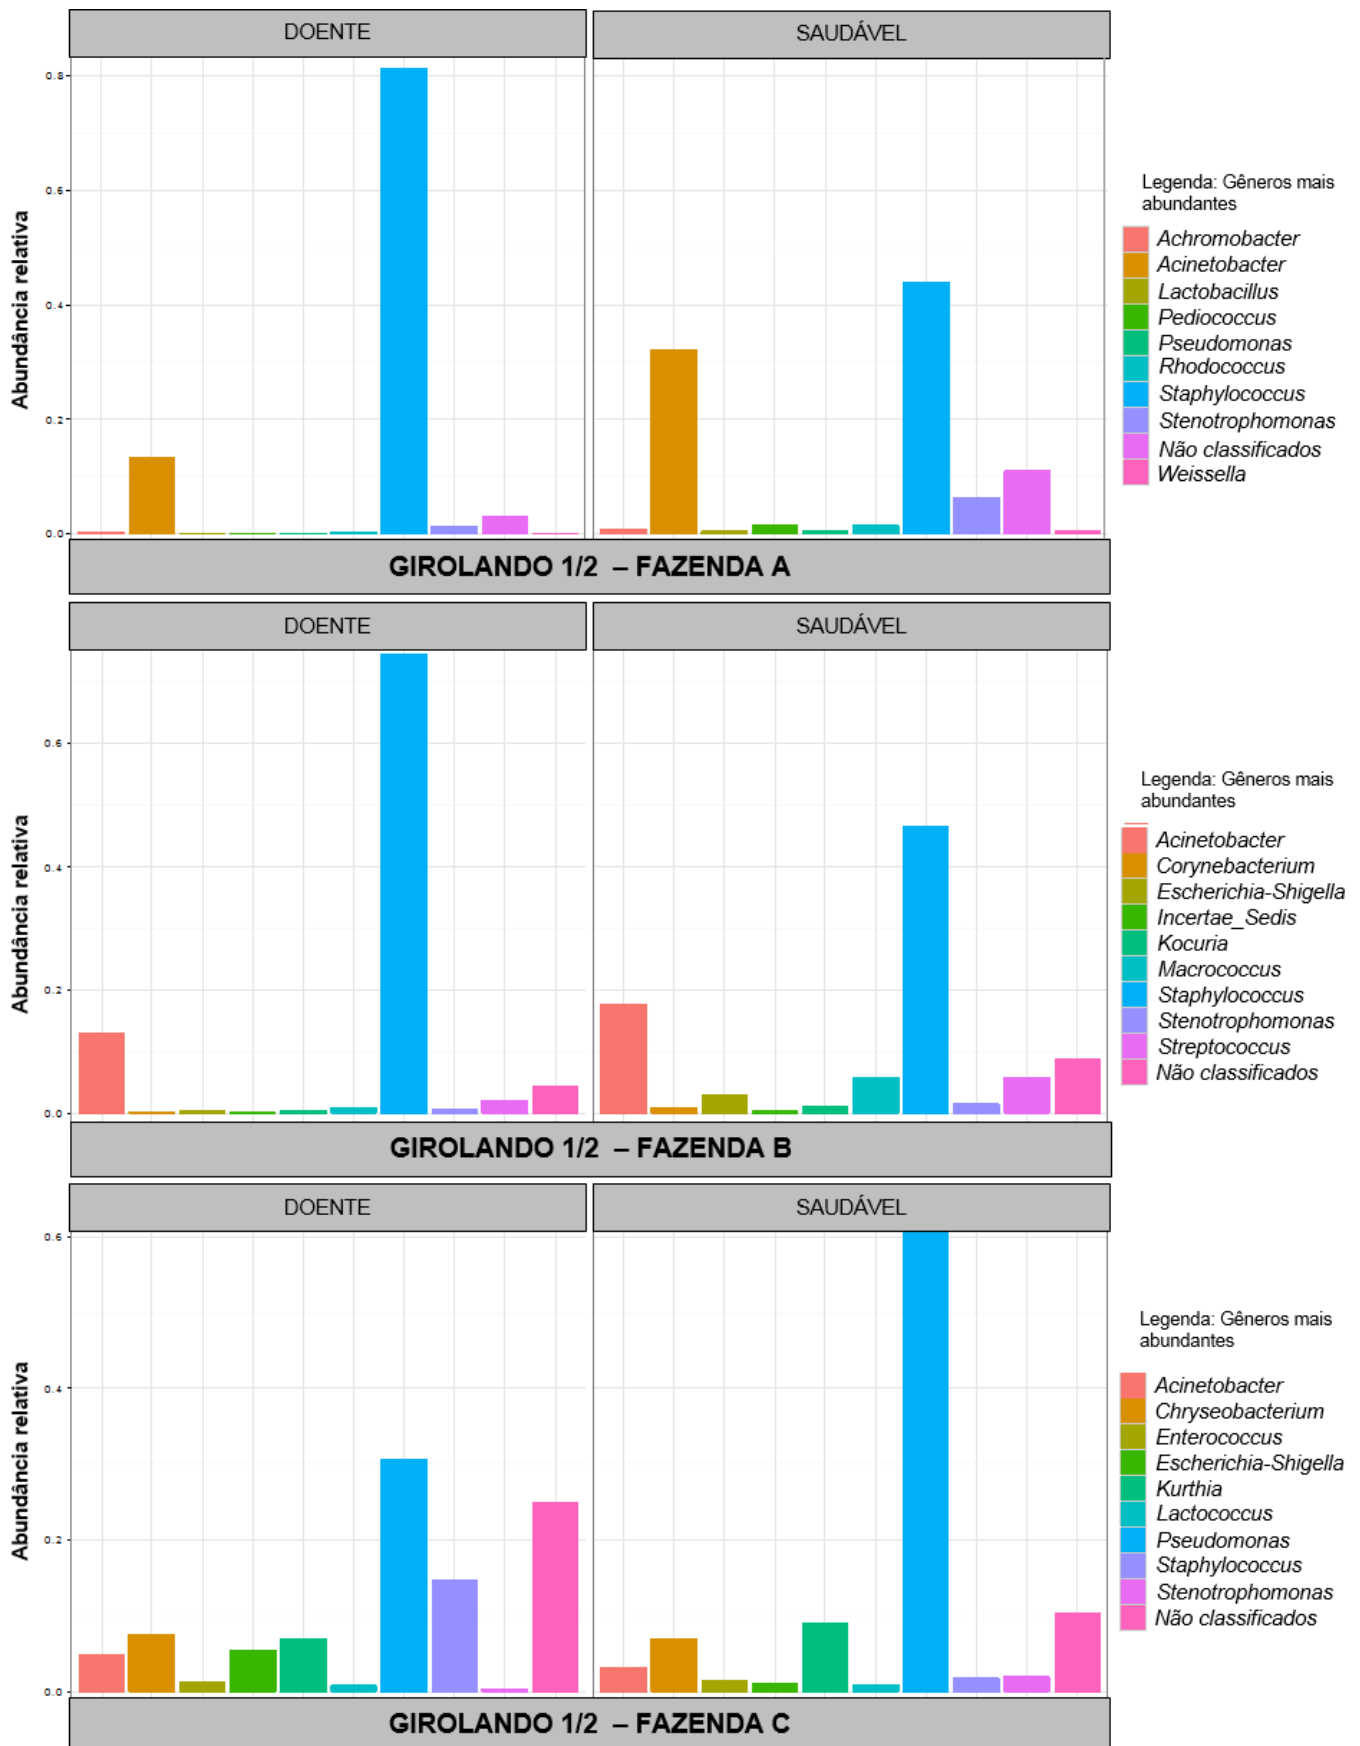 DOENTE
SAUDÁVEL
Abundância relativa
0.8
0.6
0.4
0.2
0.0
Legenda: Gêneros mais
abundantes
Achromobacter
Acinetobacter
Lactobacillus
Pediococcus
Pseudomonas
Rhodococcus
Staphylococcus
Stenotrophomonas
Não classificados
Weissella
GIROLANDO 1/2 – FAZENDA A
DOENTE
SAUDÁVEL
Abundância relativa
0.6
0.4
0.2
0.0
Legenda: Gêneros mais
abundantes
Acinetobacter
Corynebacterium
Escherichia-Shigella
Incertae_Sedis
Kocuria
Macrococcus
Staphylococcus
Stenotrophomonas
Streptococcus
Não classificados
GIROLANDO 1/2 – FAZENDA B
DOENTE
SAUDÁVEL
Abundância relativa
0.6
0.4
0.2
0.0
Legenda: Gêneros mais
abundantes
Acinetobacter
Chryseobacterium
Enterococcus
Escherichia-Shigella
Kurthia
Lactococcus
Pseudomonas
Staphylococcus
Stenotrophomonas
Não classificados
GIROLANDO 1/2 – FAZENDA C